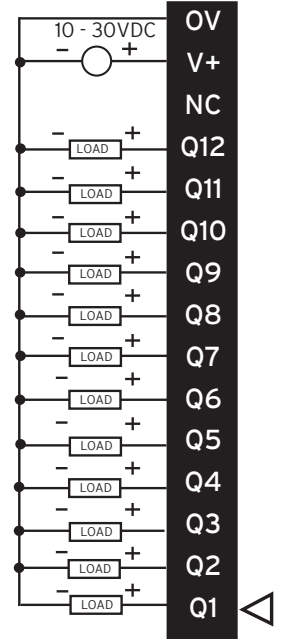 0V
10 - 30VDC
- + V+
NC
- LOAD + Q12
- LOAD + Q11
- LOAD + Q10
- LOAD + Q9
- LOAD + Q8
- LOAD + Q7
- LOAD + Q6
- LOAD + Q5
- LOAD + Q4
- LOAD + Q3
- LOAD + Q2
- LOAD + Q1